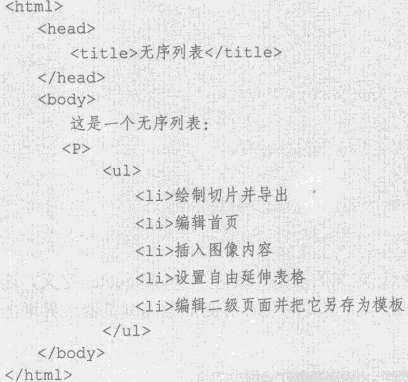 <html>
<head>
<title>无序列表</title>
</head>
<body>
这是一个无序列表:
<P>
<ul>
<li>绘制切片并导出
<li>编辑首页
<li>插入图像内容
<li>设置自由延伸表格
<li>编辑二级页面并把它另存为模板
</ul>
</body>
</html>